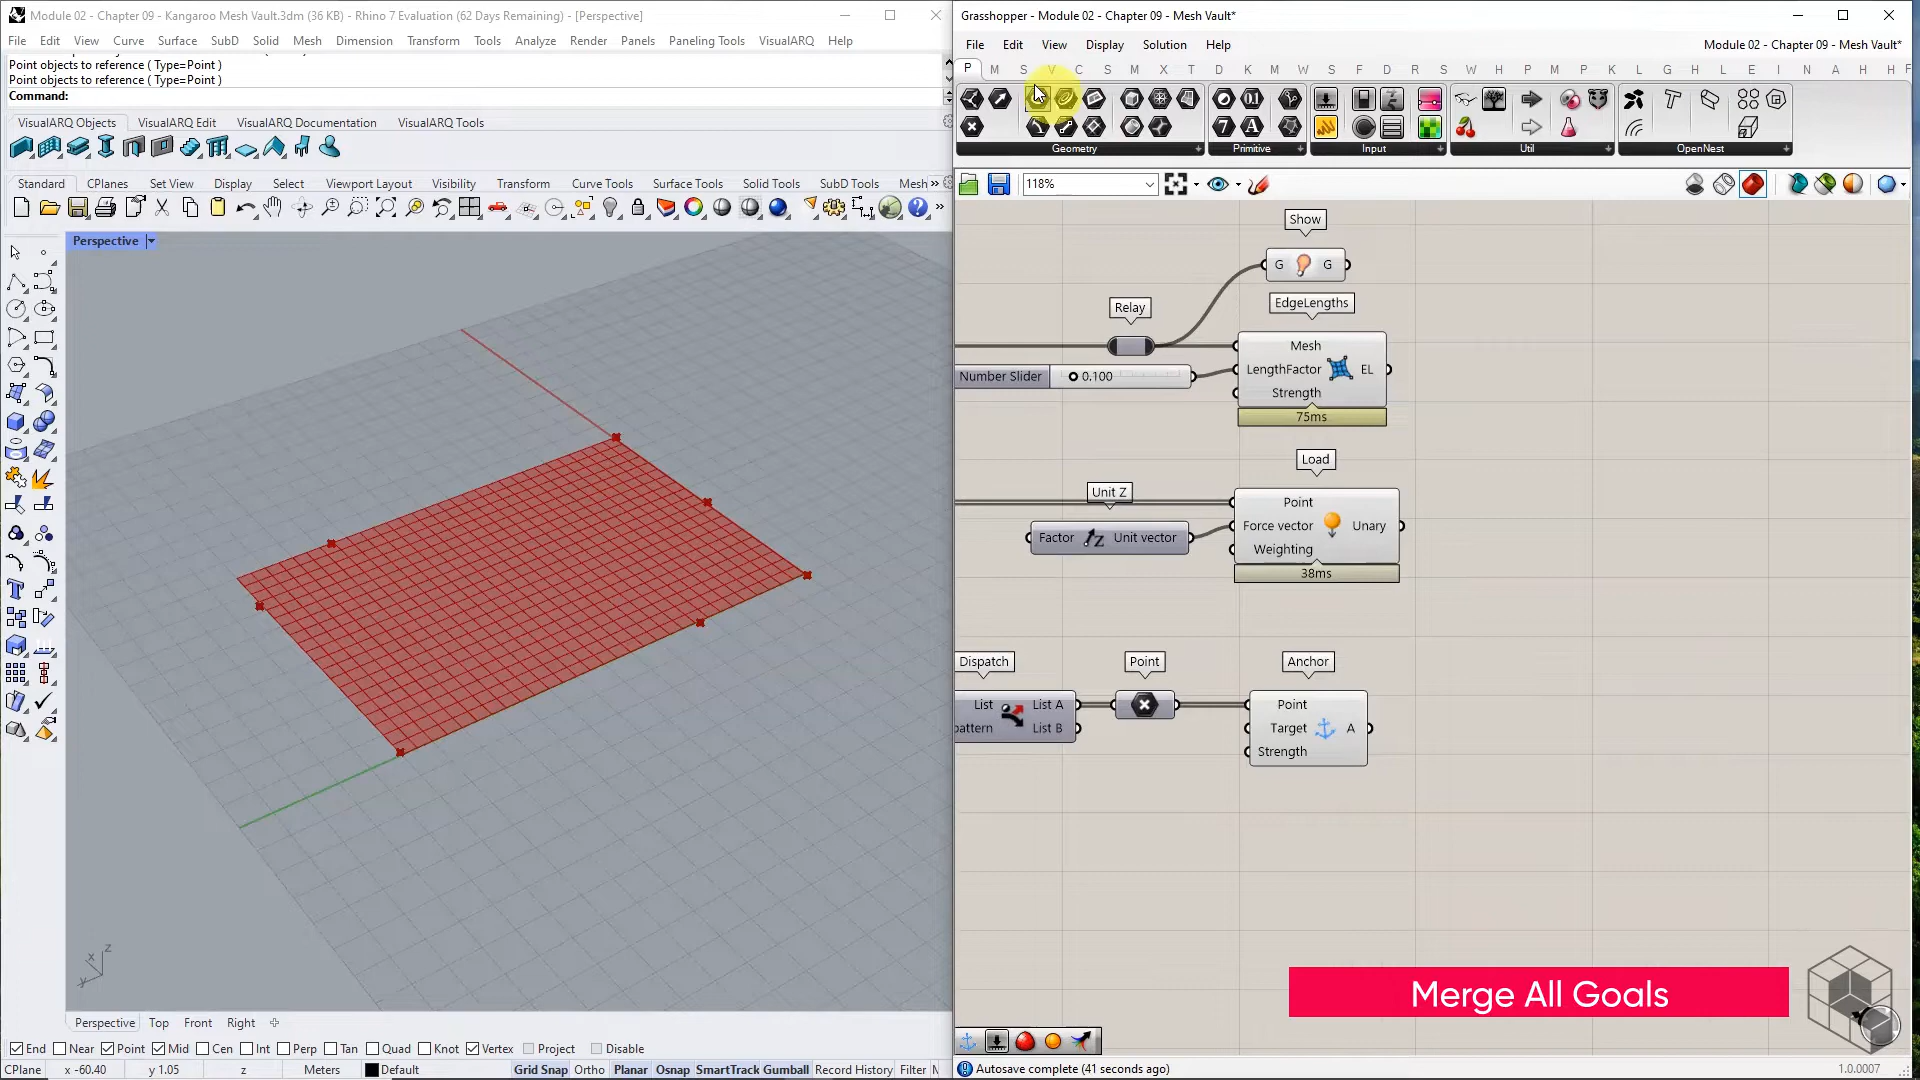 Module 02 - Chapter 09 - Kangaroo Mesh Vault.3dm (36 KB) - Rhino 7 Evaluation (62 Days Remaining) - [Perspective]
File Edit View Curve Surface SubD Solid Mesh Dimension Transform Tools Analyze Render Panels Paneling Tools VisualARQ Help
Point objects to reference ( Type=Point )
Point objects to reference ( Type=Point )
Command:
VisualARQ Objects VisualARQ Edit VisualARQ Documentation VisualARQ Tools
Standard CPlanes Set View Display Select Viewport Layout Visibility Transform Curve Tools Surface Tools Solid Tools SubD Tools Mesh »
Perspective
z
x
y
Perspective Top Front Right
End Near Point Mid Cen Int Perp Tan Quad Knot Vertex Project Disable
CPlane x -60.40 y 1.05 z Meters Default Grid Snap Ortho Planar Osnap SmartTrack Gumball Record History Filter M
Grasshopper - Module 02 - Chapter 09 - Mesh Vault*
File Edit View Display Solution Help
Module 02 - Chapter 09 - Mesh Vault*
P M S V C S M X T D V K M W S F D V S W Y M P M P K L G R H N I A H H F
Geometry Primitive Input Util OpenNest
118%
Show
G G
EdgeLengths
Relay
Mesh
Number Slider 0.100
LengthFactor EL
Strength
75ms
Load
Unit Z
Point
Factor Unit vector
Force vector Unary
Weighting
38ms
Dispatch Point Anchor
List List A
pattern List B
Point
Target A
Strength
Merge All Goals
Autosave complete (41 seconds ago)
1.0.0007